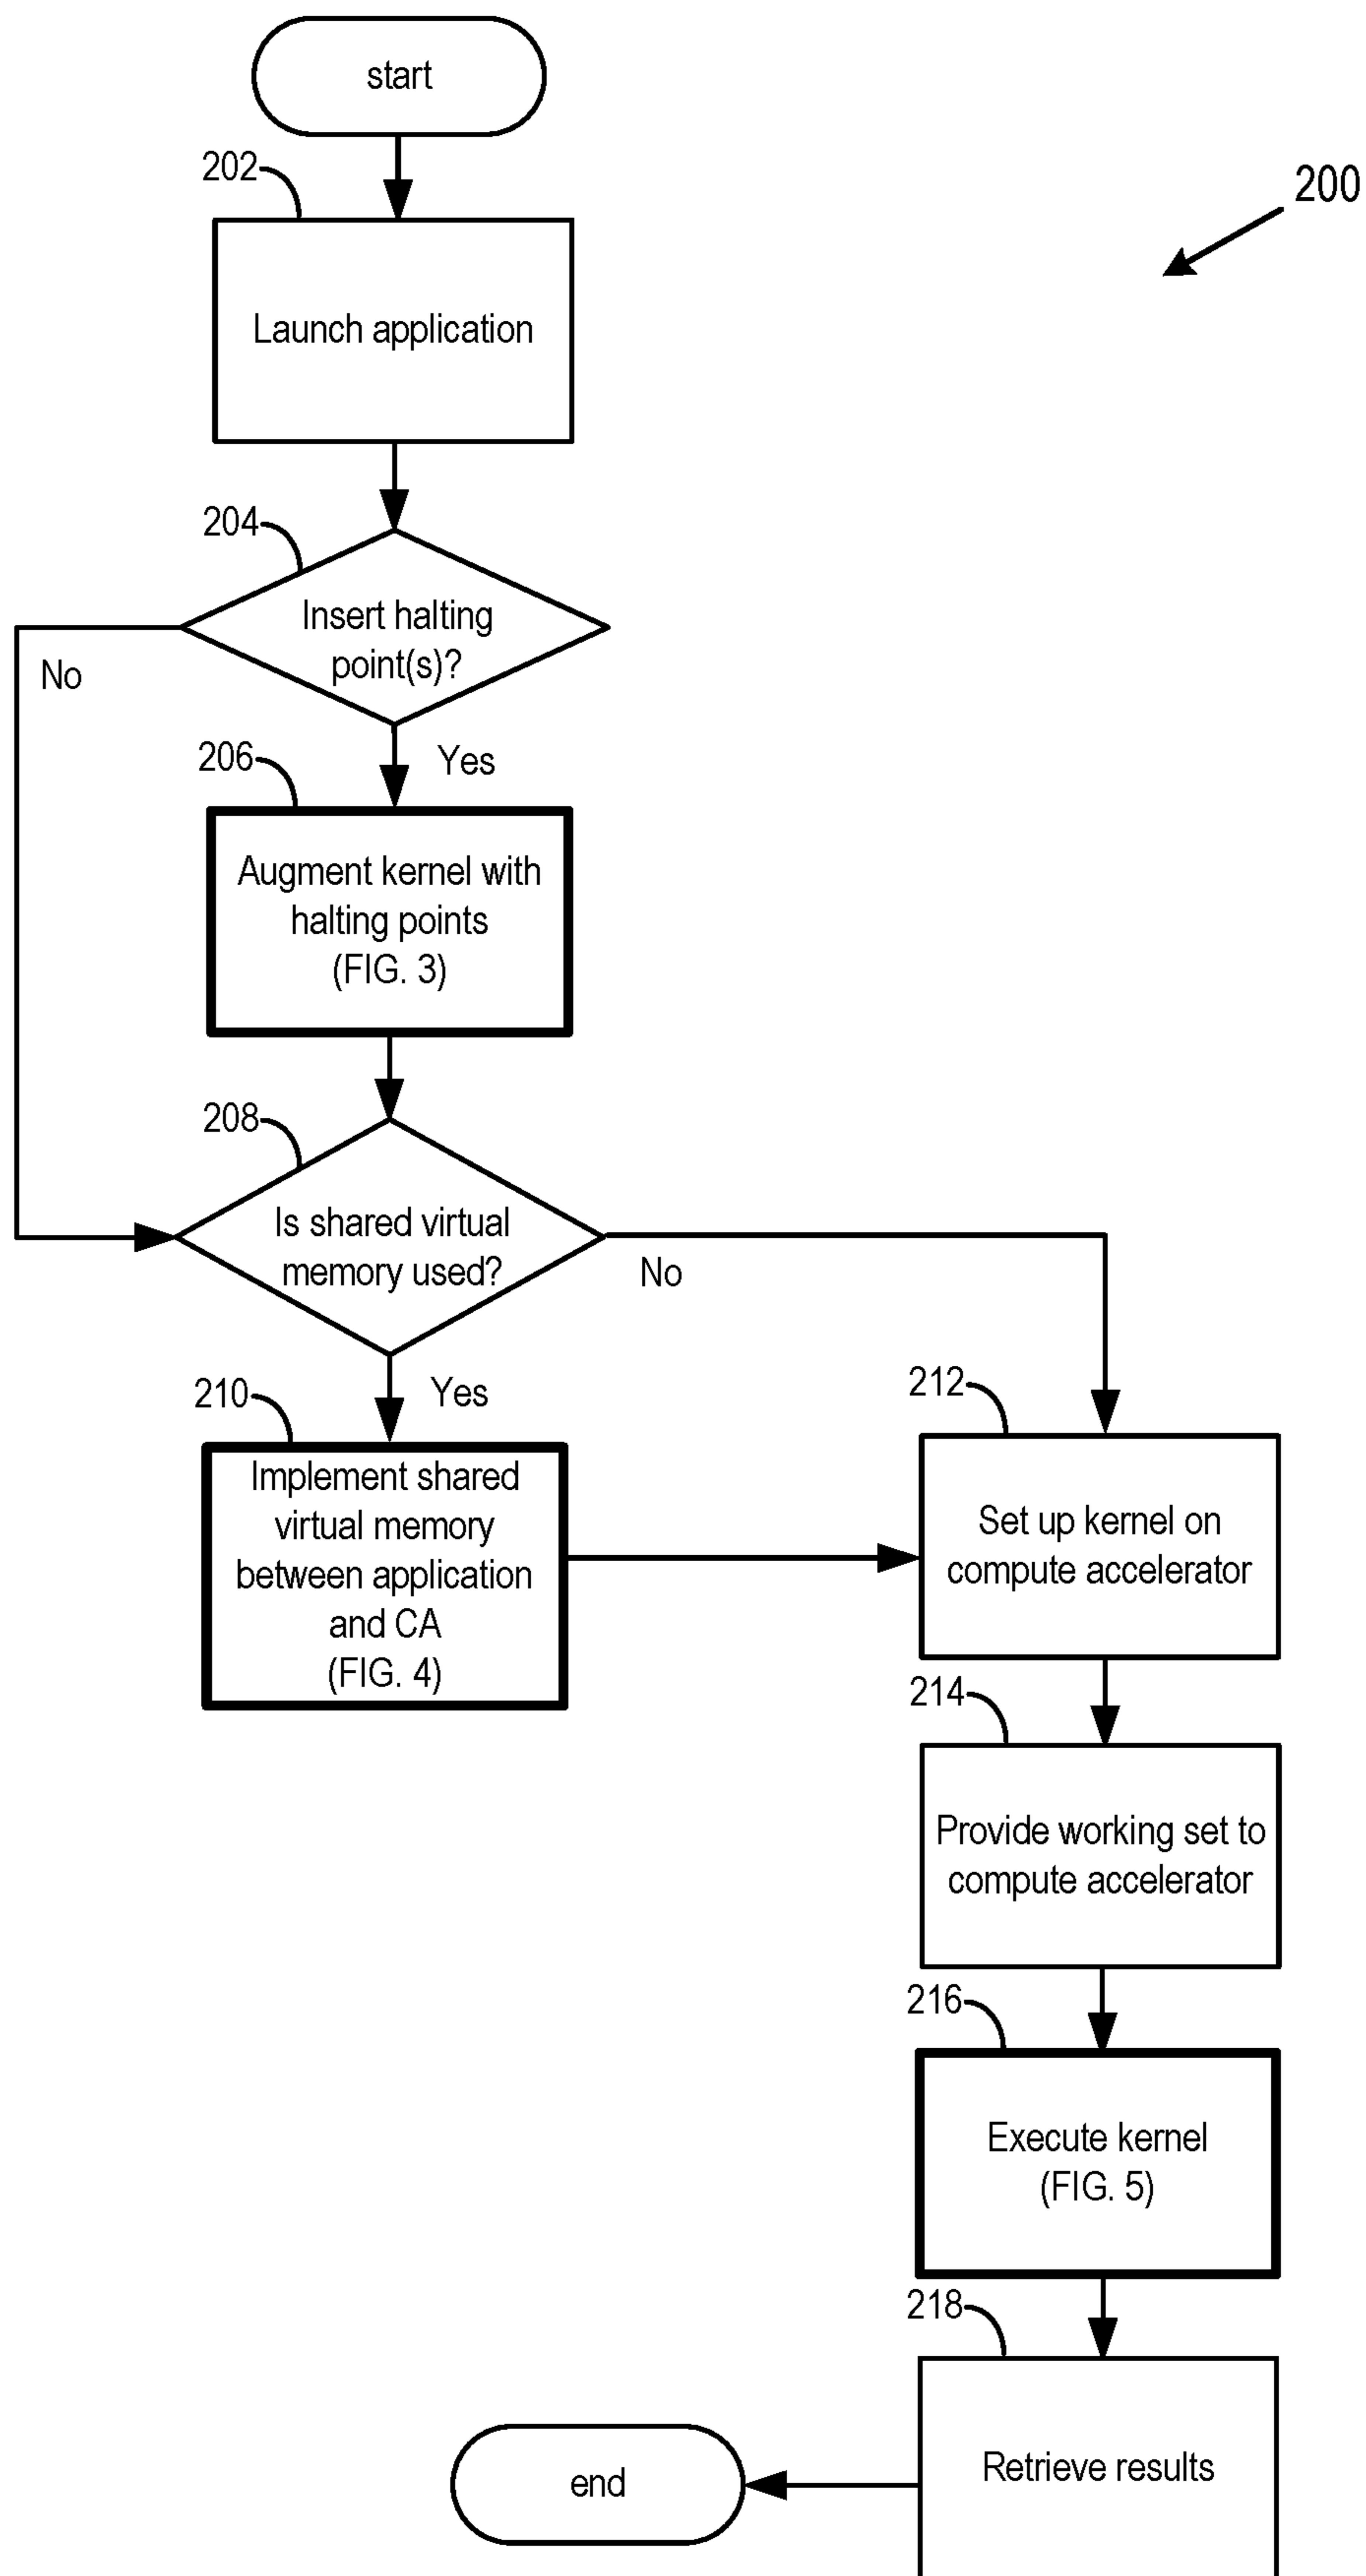 start
200
202
Launch application
204
Insert halting
point(s)?
No
Yes
206
Augment kernel with
halting points
(FIG. 3)
208
Is shared virtual
memory used?
No
Yes
210
Implement shared
virtual memory
between application
and CA
(FIG. 4)
212
Set up kernel on
compute accelerator
214
Provide working set to
compute accelerator
216
Execute kernel
(FIG. 5)
218
Retrieve results
end